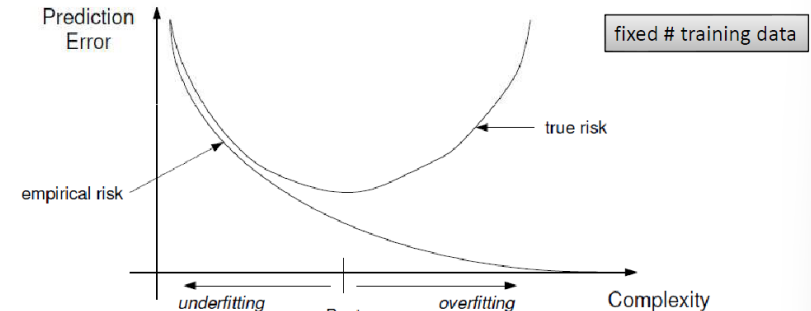 Prediction
Error
fixed # training data
true risk
empirical risk
underfitting
overfitting
Complexity